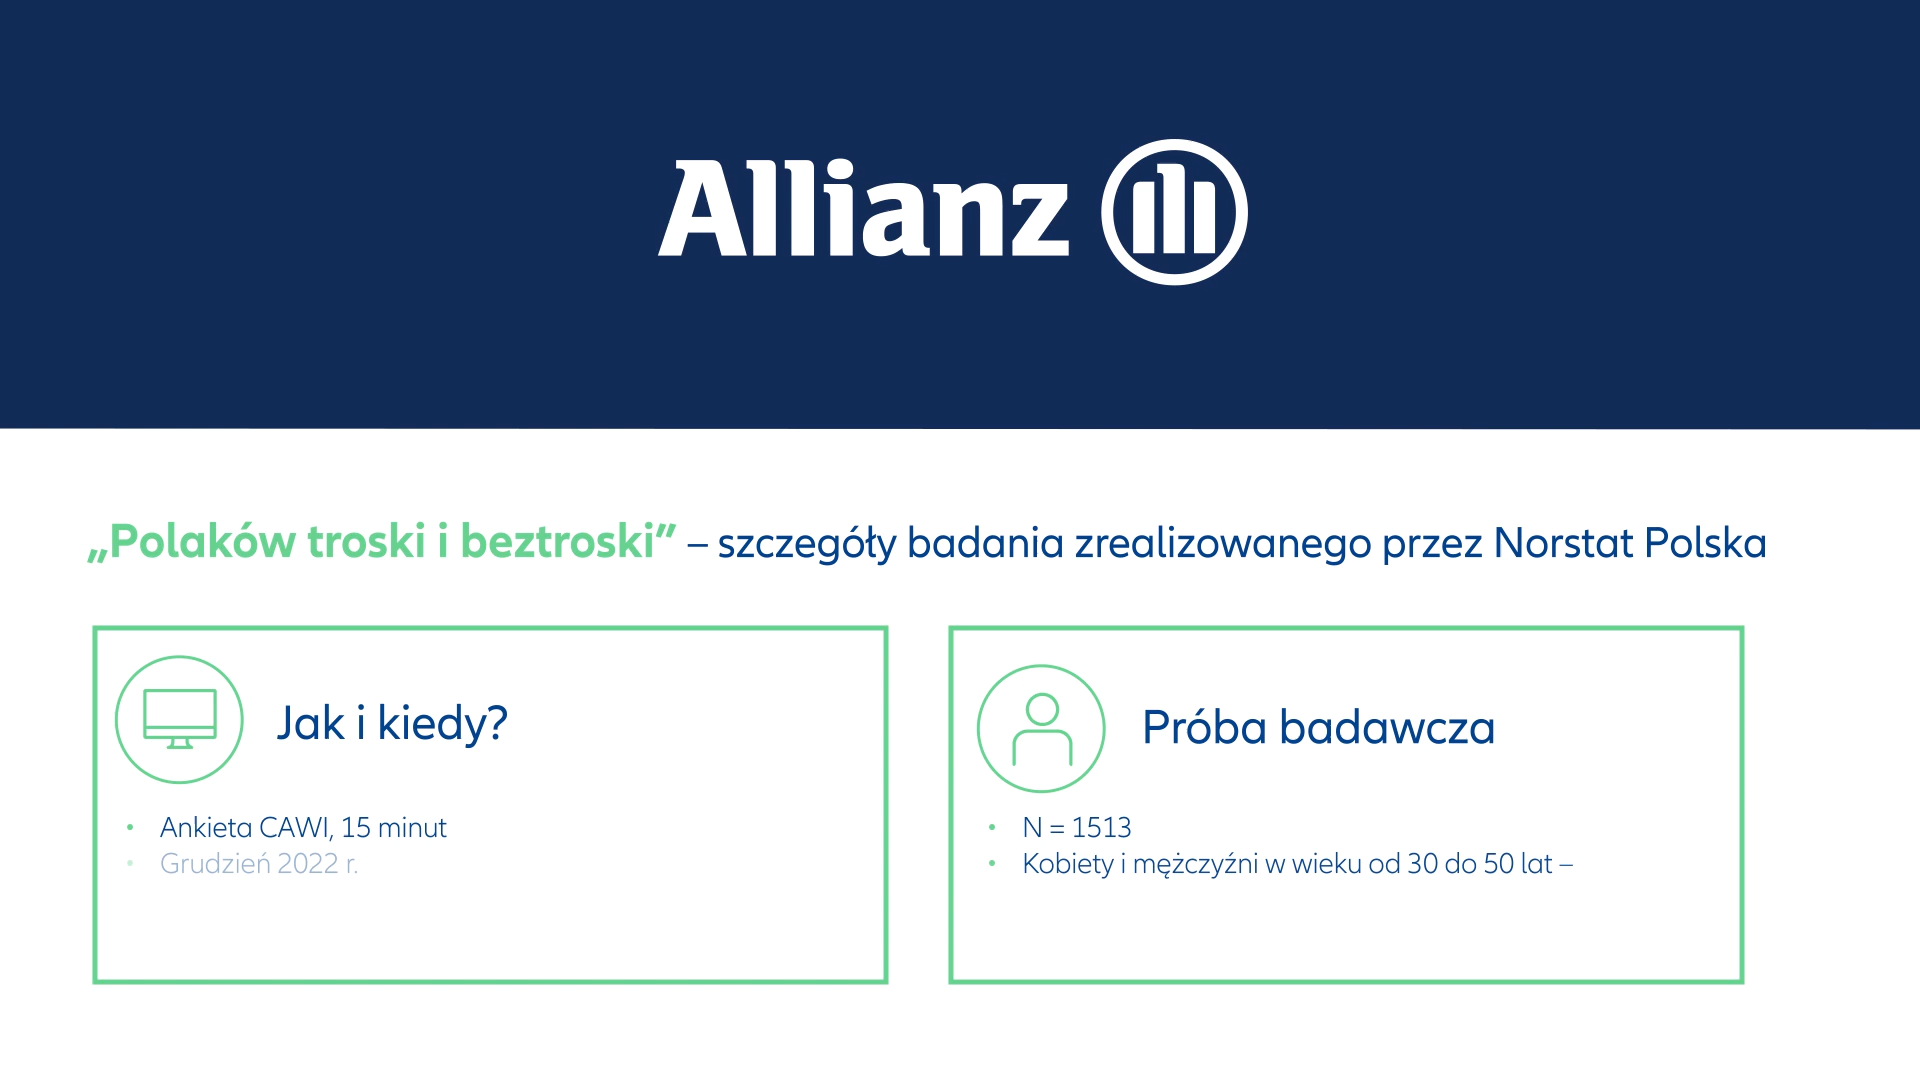 Allianz
„Polaków troski i beztroski” – szczegóły badania zrealizowanego przez Norstat Polska
Jak i kiedy?
• Ankieta CAWI, 15 minut
• Grudzień 2022 r.
Próba badawcza
• N = 1513
• Kobiety i mężczyźni w wieku od 30 do 50 lat –